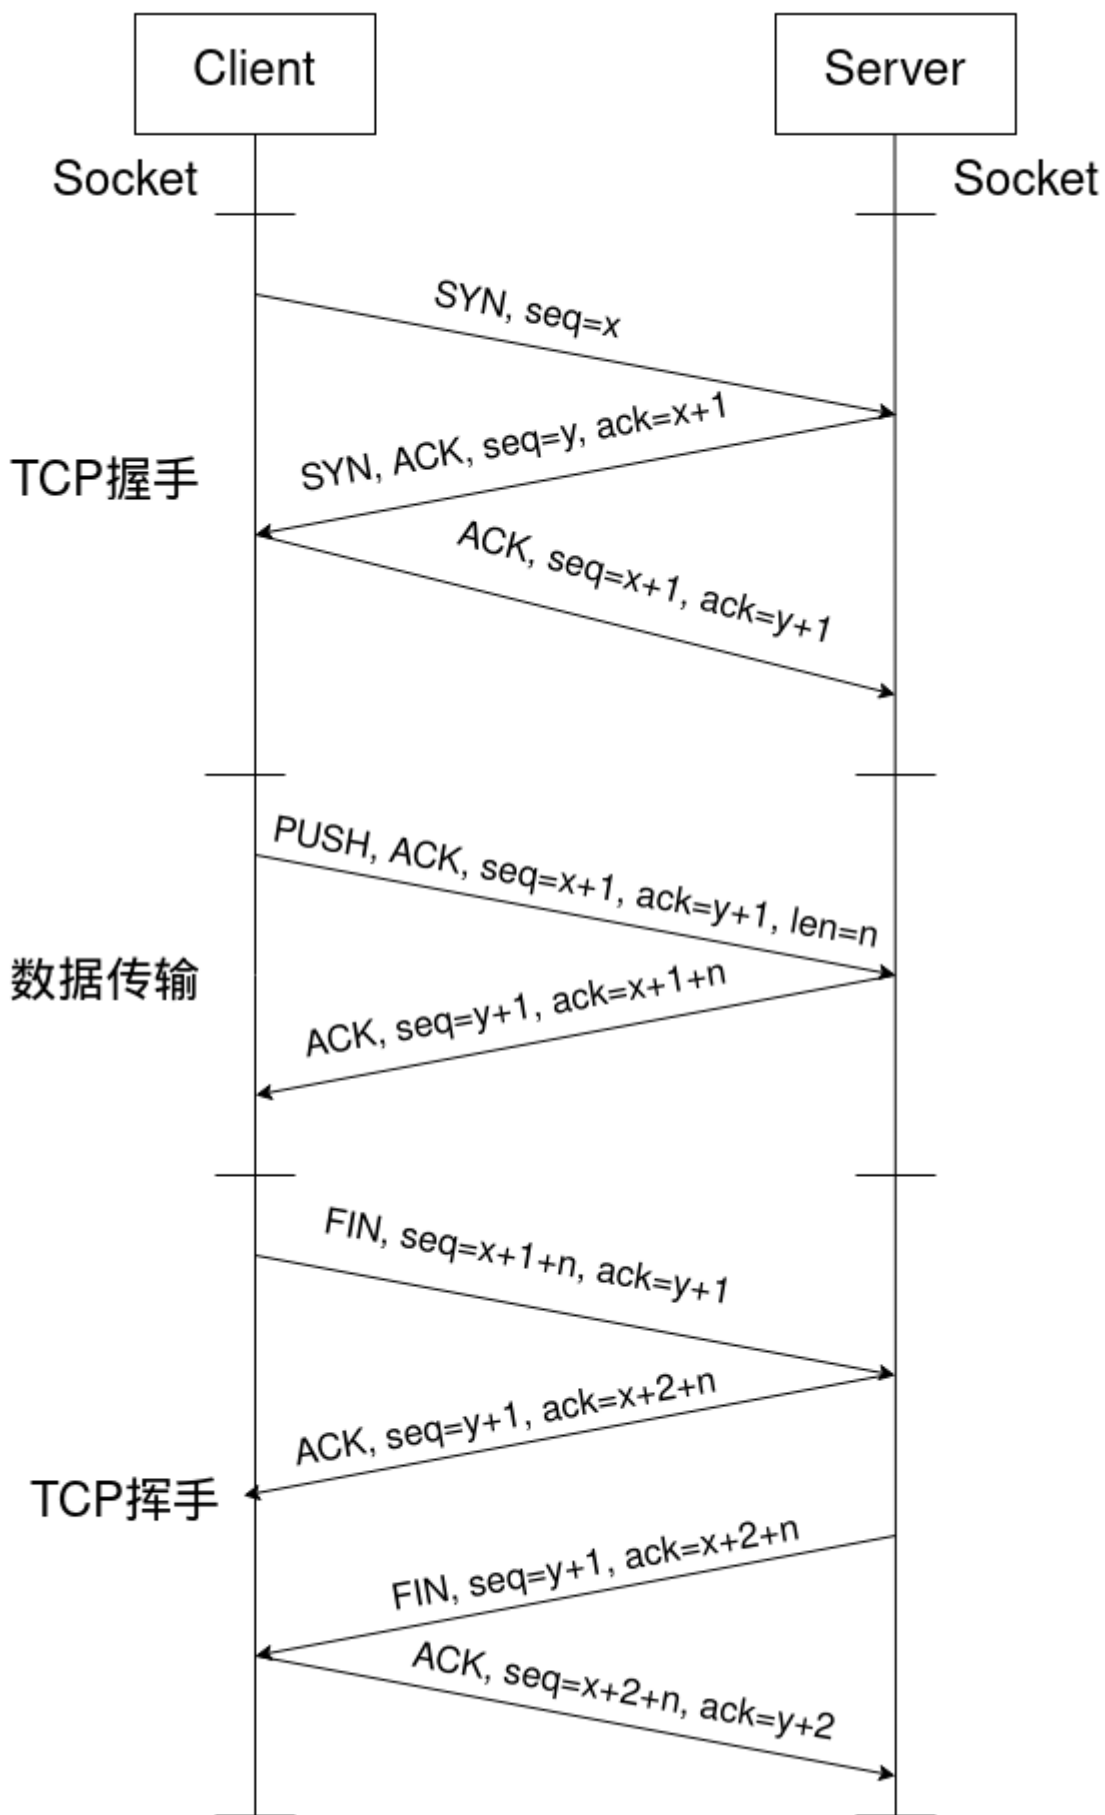 Client
Server
Socket
Socket
SYN, seq=x
SYN, ACK, seq=y, ack=x+1
TCP握手
ACK, seq=x+1, ack=y+1
PUSH, ACK, seq=x+1, ack=y+1, len=n
数据传输
ACK, seq=y+1, ack=x+1+n
FIN, seq=x+1+n, ack=y+1
ACK, seq=y+1, ack=x+2+n
TCP挥手
FIN, seq=y+1, ack=x+2+n
ACK, seq=x+2+n, ack=y+2